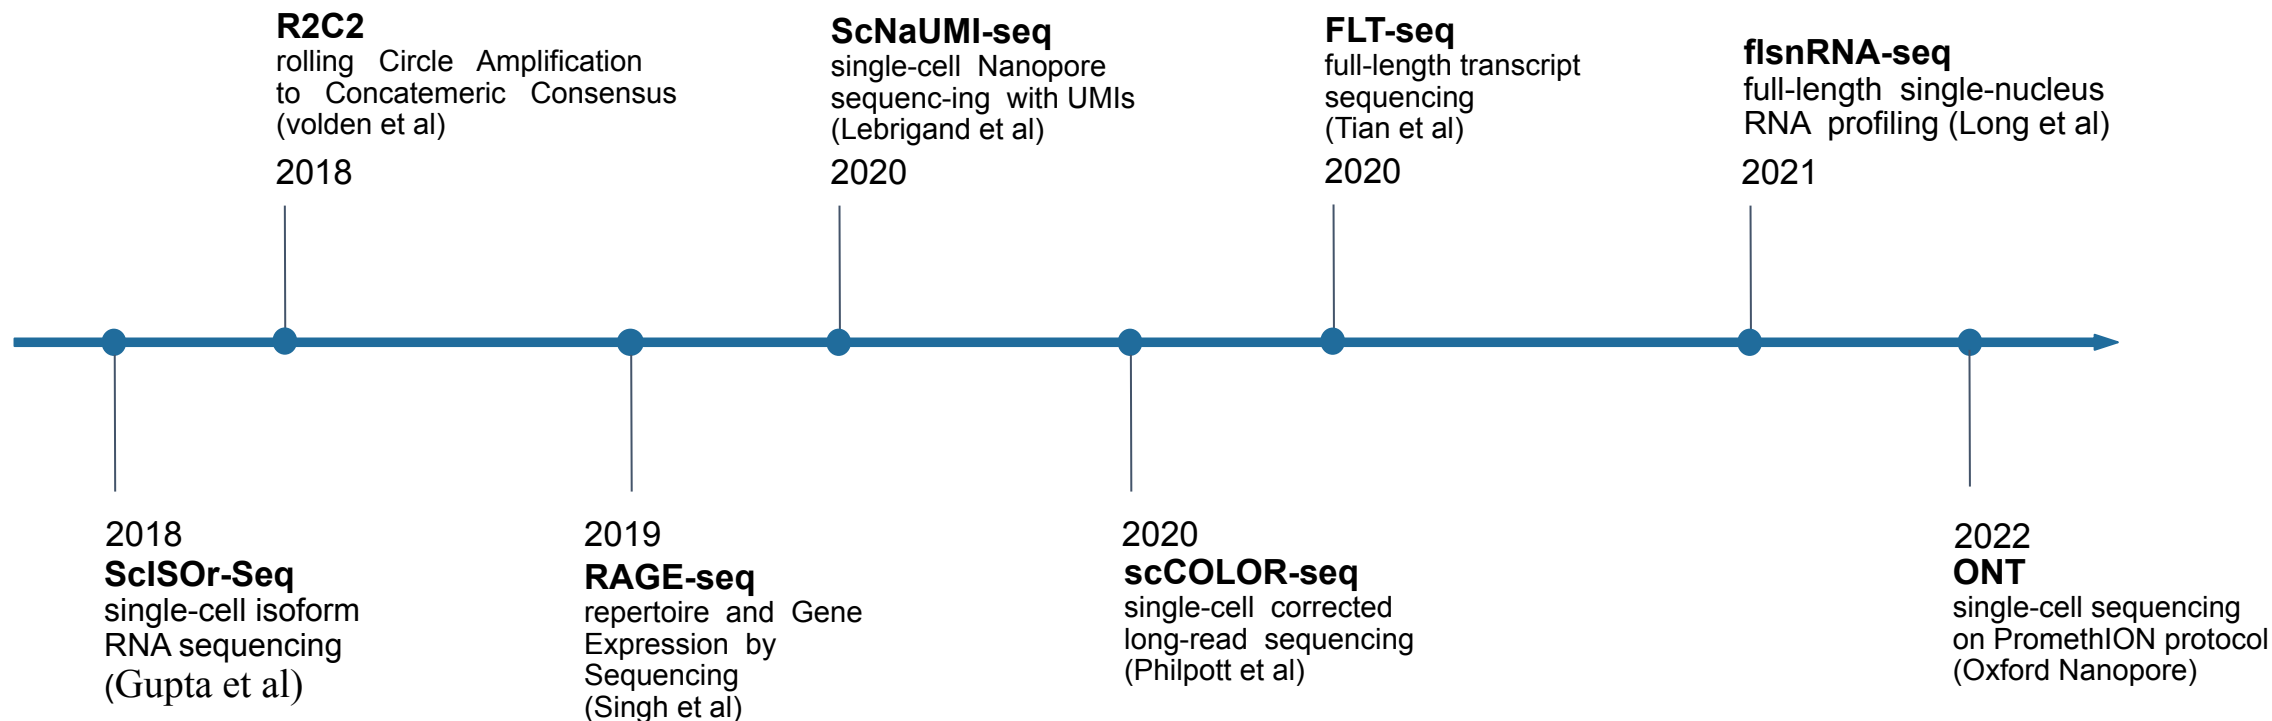 R2C2
rolling Circle Amplification
to Concatemeric Consensus
(volden et al)
2018
ScNaUMI-seq
single-cell Nanopore
sequenc-ing with UMIs
(Lebrigand et al)
2020
FLT-seq
full-length transcript
sequencing
(Tian et al)
2020
flsnRNA-seq
full-length single-nucleus
RNA profiling (Long et al)
2021
2018
ScISOr-Seq
single-cell isoform
RNA sequencing
(Gupta et al)
2019
RAGE-seq
repertoire and Gene
Expression by
Sequencing
(Singh et al)
2020
scCOLOR-seq
single-cell corrected
long-read sequencing
(Philpott et al)
2022
ONT
single-cell sequencing
on PromethION protocol
(Oxford Nanopore)